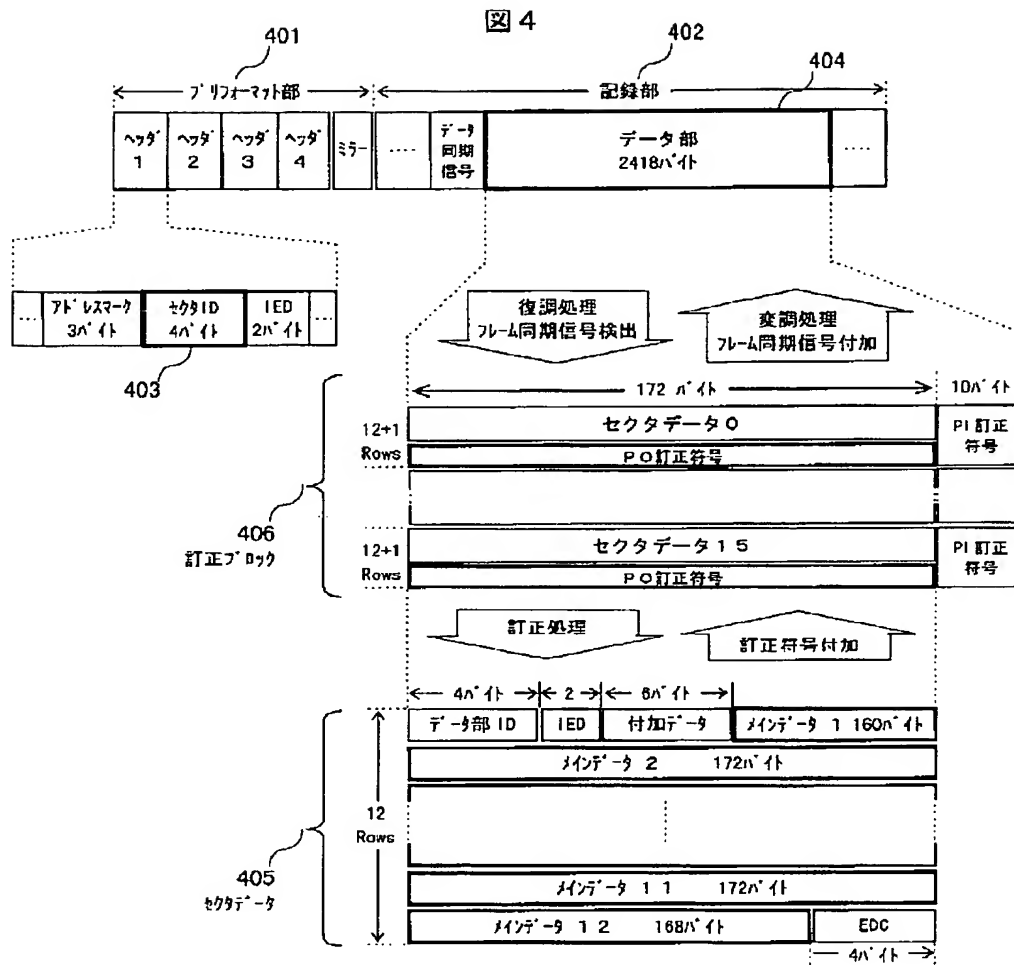 図4
401
402
404
プリフォーマット部
記録部
ヘッダ
1
ヘッダ
2
ヘッダ
3
ヘッダ
4
ミラー
....
データ
同期
信号
データ部
2418バイト
....
...
アドレスマーク
3バイト
セクタID
4バイト
IED
2バイト
...
403
復調処理
フレーム同期信号検出
変調処理
フレーム同期信号付加
172 バイト
10バイト
12+1
Rows
セクタデータ0
PO訂正符号
PI 訂正
符号
406
訂正ブロック
12+1
Rows
セクタデータ15
PO訂正符号
PI 訂正
符号
訂正処理
訂正符号付加
4バイト
2
6バイト
データ部 ID
IED
付加データ
メインデータ 1 160バイト
メインデータ 2 172バイト
12
Rows
405
セクタデータ
メインデータ 11 172バイト
メインデータ 12 168バイト
EDC
4バイト